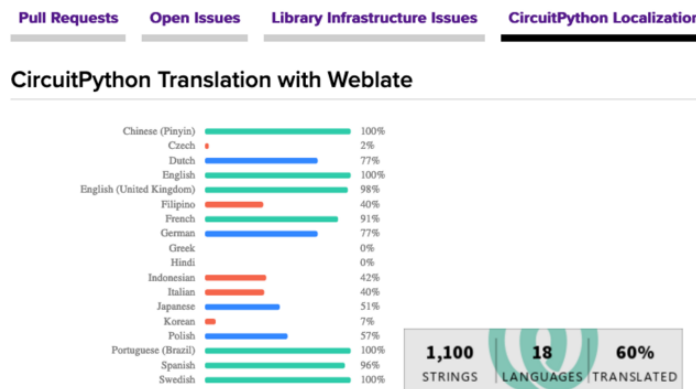 Pull Requests Open Issues Library Infrastructure Issues CircuitPython Localization
CircuitPython Translation with Weblate
Chinese (Pinyin) 100%
Czech 2%
Dutch 77%
English 100%
English (United Kingdom) 98%
Filipino 40%
French 91%
German 77%
Greek 0%
Hindi 0%
Indonesian 42%
Italian 40%
Japanese 51%
Korean 7%
Polish 57%
Portuguese (Brazil) 100%
Spanish 96%
Swedish 100%
1,100 18 60%
STRINGS LANGUAGES TRANSLATED